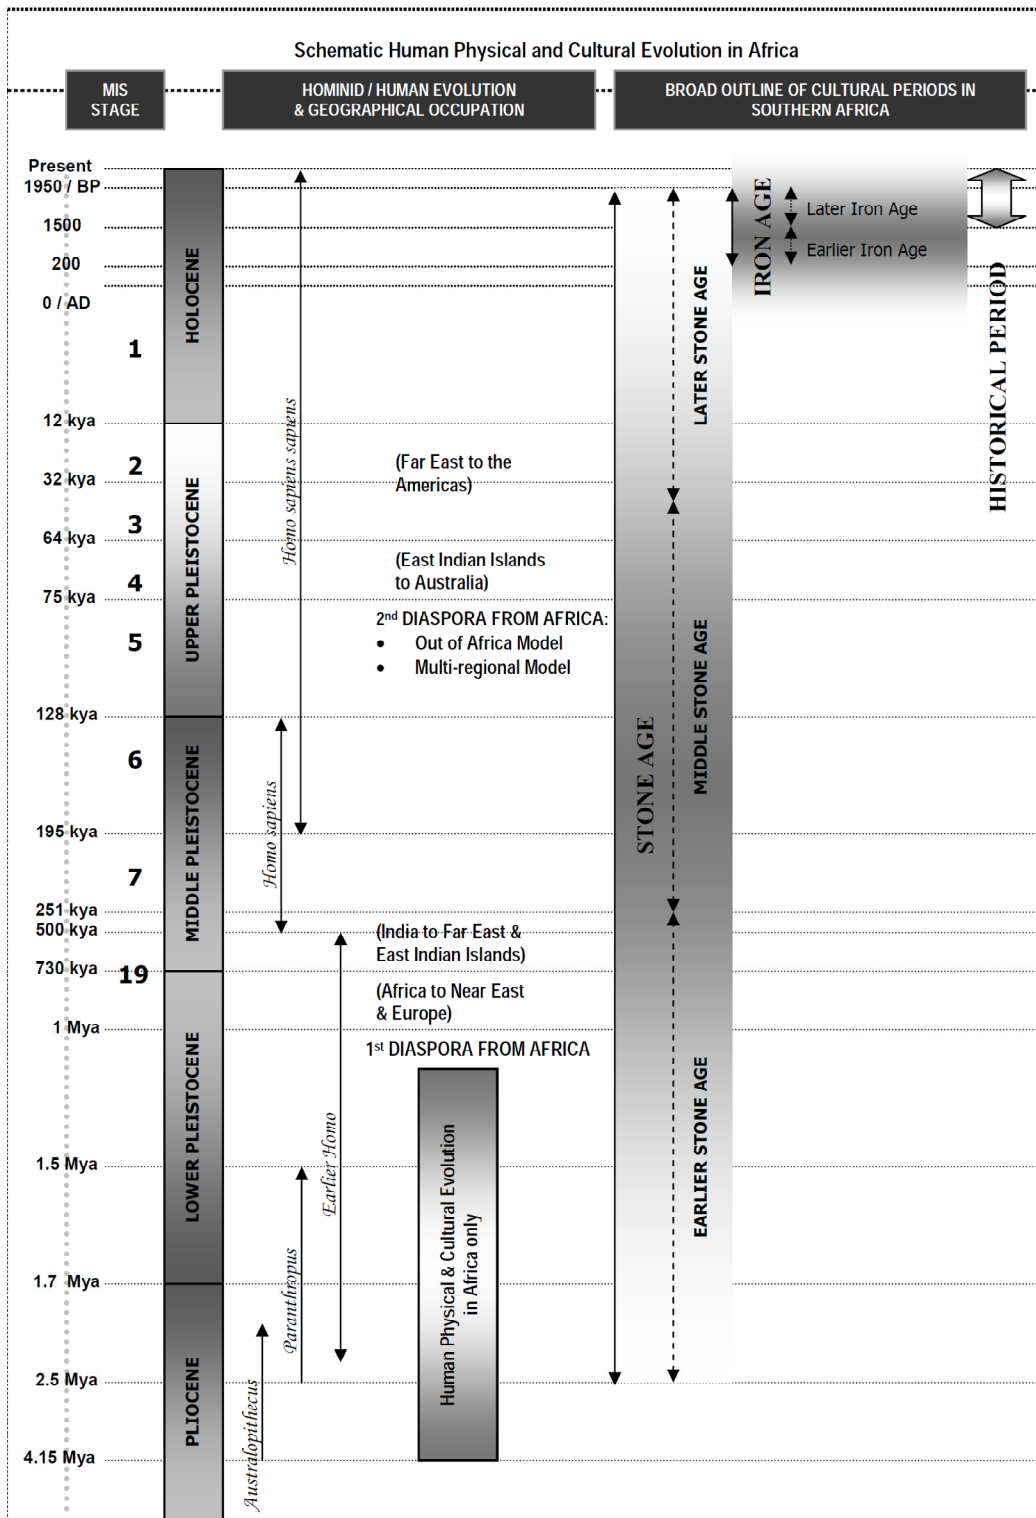 Schematic Human Physical and Cultural Evolution in Africa
MIS
STAGE
HOMINID / HUMAN EVOLUTION
& GEOGRAPHICAL OCCUPATION
BROAD OUTLINE OF CULTURAL PERIODS IN
SOUTHERN AFRICA
Present
1950 / BP
1500
200
0 / AD
12 kya
32 kya
64 kya
75 kya
128 kya
195 kya
251 kya
500 kya
730 kya
1 Mya
1.5 Mya
1.7 Mya
2.5 Mya
4.15 Mya
1
2
3
4
5
6
7
19
HOLOCENE
UPPER PLEISTOCENE
MIDDLE PLEISTOCENE
LOWER PLEISTOCENE
PLIOCENE
Homo sapiens sapiens
Homo sapiens
Earlier Homo
Paranthropus
Australopithecus
(Far East to the
Americas)
(East Indian Islands
to Australia)
2nd DIASPORA FROM AFRICA:
• Out of Africa Model
• Multi-regional Model
(India to Far East &
East Indian Islands)
(Africa to Near East
& Europe)
1st DIASPORA FROM AFRICA
Human Physical & Cultural Evolution
in Africa only
STONE AGE
LATER STONE AGE
MIDDLE STONE AGE
EARLIER STONE AGE
IRON AGE
Later Iron Age
Earlier Iron Age
HISTORICAL PERIOD